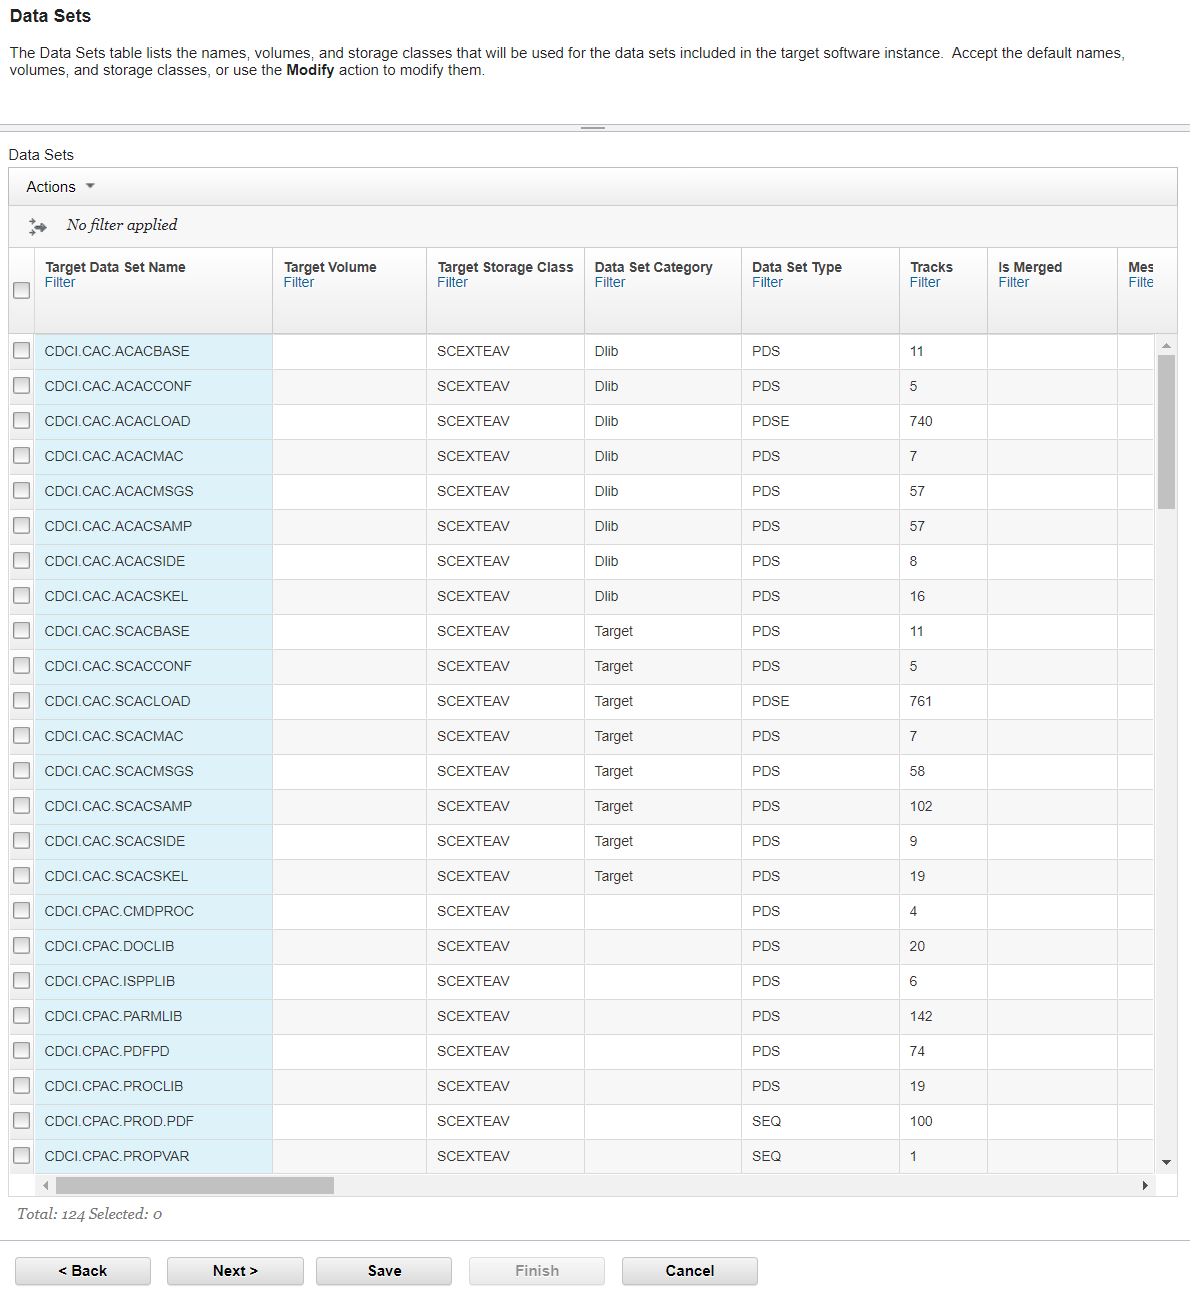 Data Sets
The Data Sets table lists the names, volumes, and storage classes that will be used for the data sets included in the target software instance.  Accept the default names,
volumes, and storage classes, or use the Modify action to modify them.
Data Sets
Actions
No filter applied
Target Data Set Name Target Volume Target Storage Class Data Set Category Data Set Type Tracks Is Merged Mes
Filter Filter Filter Filter Filter Filter Filter Filte
CDCI.CAC.ACACBASE SCEXTEAV Dlib PDS 11
CDCI.CAC.ACACCONF SCEXTEAV Dlib PDS 5
CDCI.CAC.ACACLOAD SCEXTEAV Dlib PDSE 740
CDCI.CAC.ACACMAC SCEXTEAV Dlib PDS 7
CDCI.CAC.ACACMSGS SCEXTEAV Dlib PDS 57
CDCI.CAC.ACACSAMP SCEXTEAV Dlib PDS 57
CDCI.CAC.ACACSIDE SCEXTEAV Dlib PDS 8
CDCI.CAC.ACACSKEL SCEXTEAV Dlib PDS 16
CDCI.CAC.SCACBASE SCEXTEAV Target PDS 11
CDCI.CAC.SCACCONF SCEXTEAV Target PDS 5
CDCI.CAC.SCACLOAD SCEXTEAV Target PDSE 761
CDCI.CAC.SCACMAC SCEXTEAV Target PDS 7
CDCI.CAC.SCACMSGS SCEXTEAV Target PDS 58
CDCI.CAC.SCACSAMP SCEXTEAV Target PDS 102
CDCI.CAC.SCACSIDE SCEXTEAV Target PDS 9
CDCI.CAC.SCACSKEL SCEXTEAV Target PDS 19
CDCI.CPAC.CMDPROC SCEXTEAV PDS 4
CDCI.CPAC.DOCLIB SCEXTEAV PDS 20
CDCI.CPAC.ISPPLIB SCEXTEAV PDS 6
CDCI.CPAC.PARMLIB SCEXTEAV PDS 142
CDCI.CPAC.PDFPD SCEXTEAV PDS 74
CDCI.CPAC.PROCLIB SCEXTEAV PDS 19
CDCI.CPAC.PROD.PDF SCEXTEAV SEQ 100
CDCI.CPAC.PROPVAR SCEXTEAV SEQ 1
Total: 124 Selected: 0
< Back Next > Save Finish Cancel